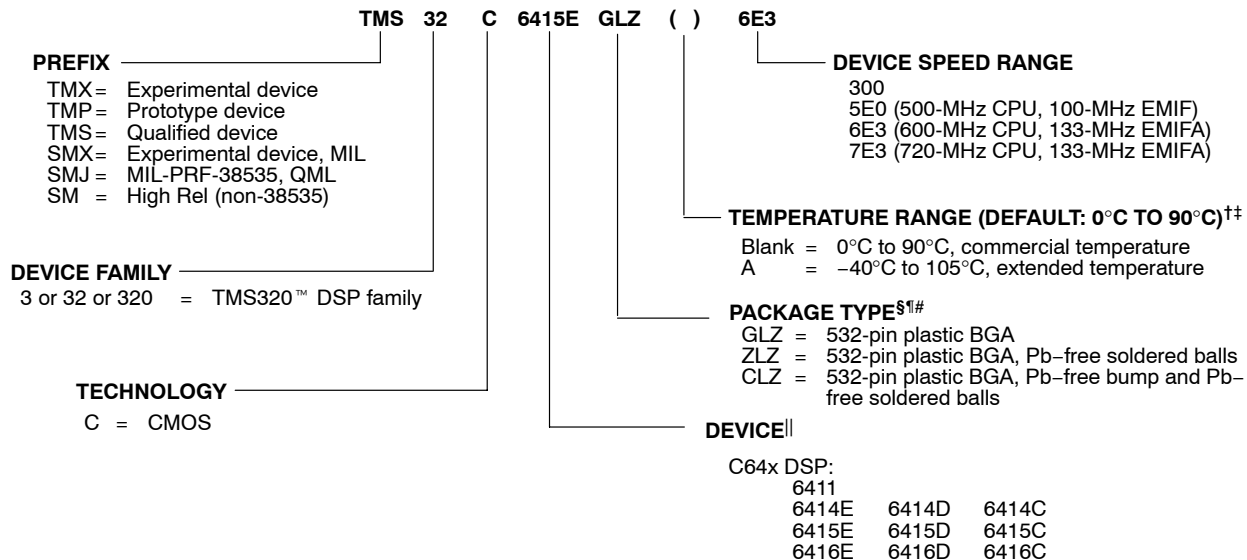 TMS 32 C 6415E GLZ ( ) 6E3
PREFIX
TMX = Experimental device
TMP = Prototype device
TMS = Qualified device
SMX = Experimental device, MIL
SMJ = MIL-PRF-38535, QML
SM = High Rel (non-38535)
DEVICE SPEED RANGE
300
5E0 (500-MHz CPU, 100-MHz EMIF)
6E3 (600-MHz CPU, 133-MHz EMIFA)
7E3 (720-MHz CPU, 133-MHz EMIFA)
TEMPERATURE RANGE (DEFAULT: 0°C TO 90°C)†‡
Blank = 0°C to 90°C, commercial temperature
A = −40°C to 105°C, extended temperature
DEVICE FAMILY
3 or 32 or 320 = TMS320™ DSP family
PACKAGE TYPE§¶#
GLZ = 532-pin plastic BGA
ZLZ = 532-pin plastic BGA, Pb−free soldered balls
CLZ = 532-pin plastic BGA, Pb−free bump and Pb−
free soldered balls
TECHNOLOGY
C = CMOS
DEVICE||
C64x DSP:
6411
6414E 6414D 6414C
6415E 6415D 6415C
6416E 6416D 6416C